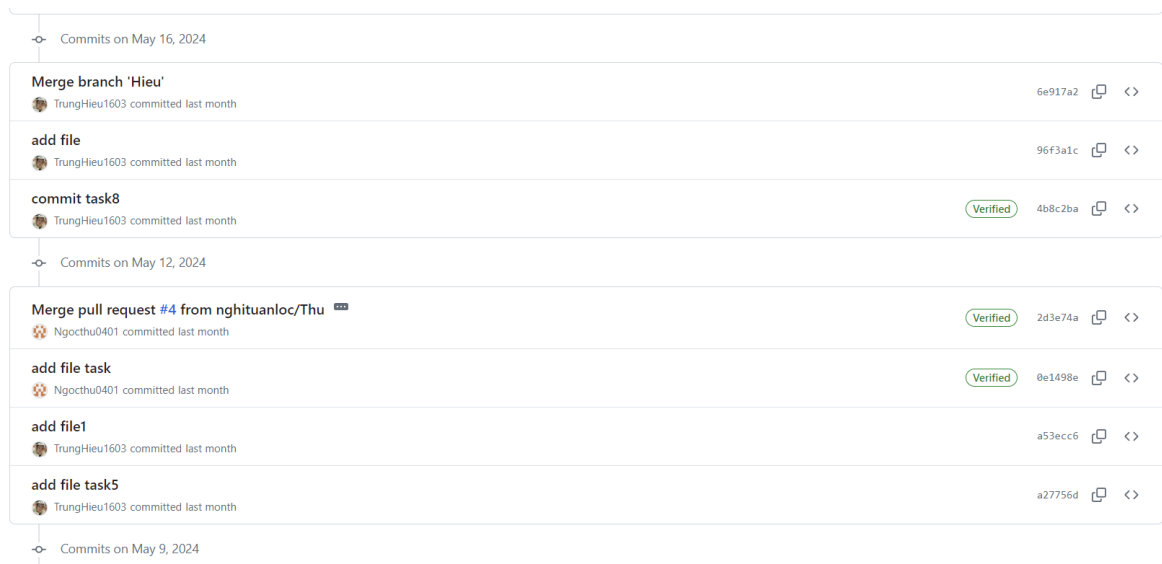 Commits on May 16, 2024
Merge branch 'Hieu'
TrungHieu1603 committed last month
6e917a2
add file
TrungHieu1603 committed last month
96f3a1c
commit task8
TrungHieu1603 committed last month
Verified 4b8c2ba
Commits on May 12, 2024
Merge pull request #4 from nghituanloc/Thu
Ngocthu0401 committed last month
Verified 2d3e74a
add file task
Ngocthu0401 committed last month
Verified 0e1498e
add file1
TrungHieu1603 committed last month
a53ecc6
add file task5
TrungHieu1603 committed last month
a27756d
Commits on May 9, 2024